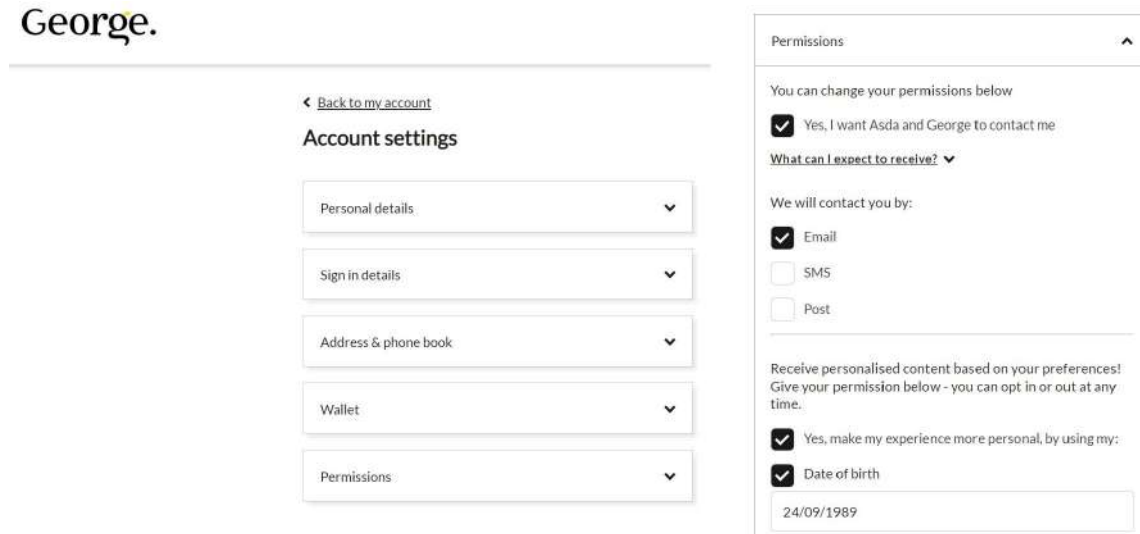 George.
Back to my account
Account settings
Personal details
Sign in details
Address & phone book
Wallet
Permissions
Permissions
You can change your permissions below
Yes, I want Asda and George to contact me
What can I expect to receive?
We will contact you by:
Email
SMS
Post
Receive personalised content based on your preferences!
Give your permission below - you can opt in or out at any
time.
Yes, make my experience more personal, by using my:
Date of birth
24/09/1989